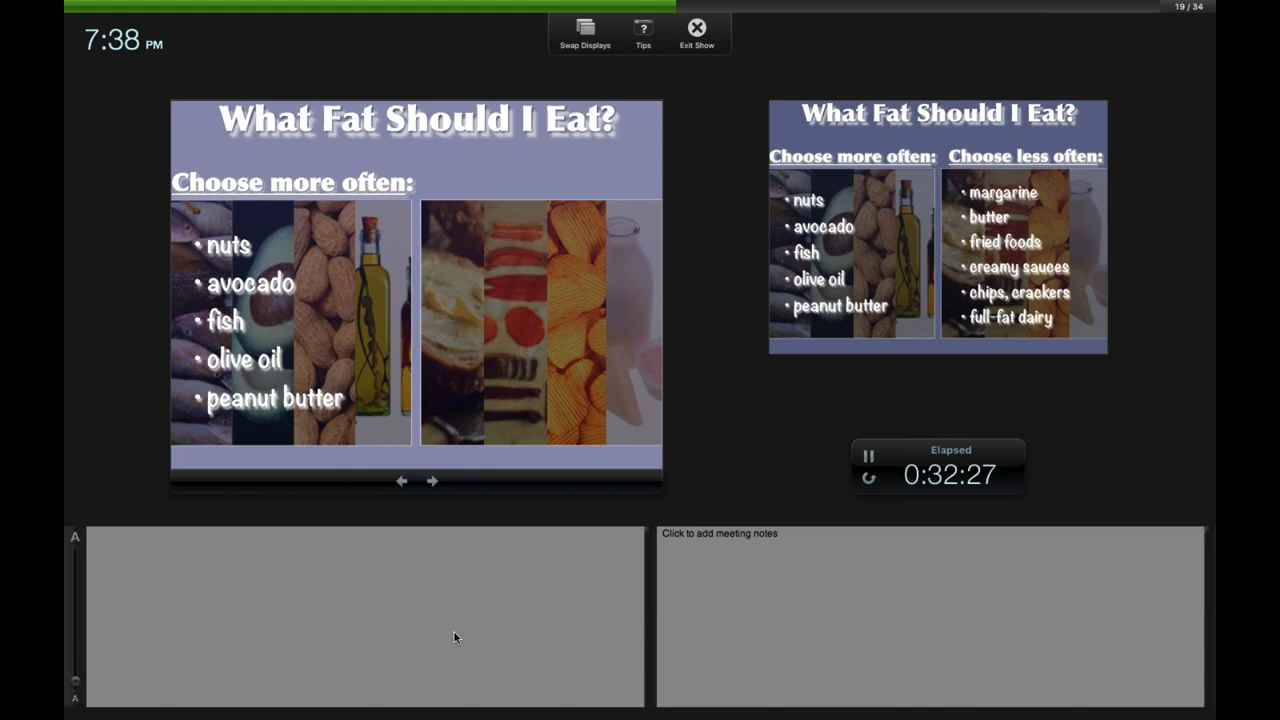 19 / 34
7:38 PM
Swap Displays
Tips
Exit Show
What Fat Should I Eat?
Choose more often:
• nuts
• avocado
• fish
• olive oil
• peanut butter
What Fat Should I Eat?
Choose more often:
• nuts
• avocado
• fish
• olive oil
• peanut butter
Choose less often:
• margarine
• butter
• fried foods
• creamy sauces
• chips, crackers
• full-fat dairy
Elapsed
0:32:27
A
A
Click to add meeting notes